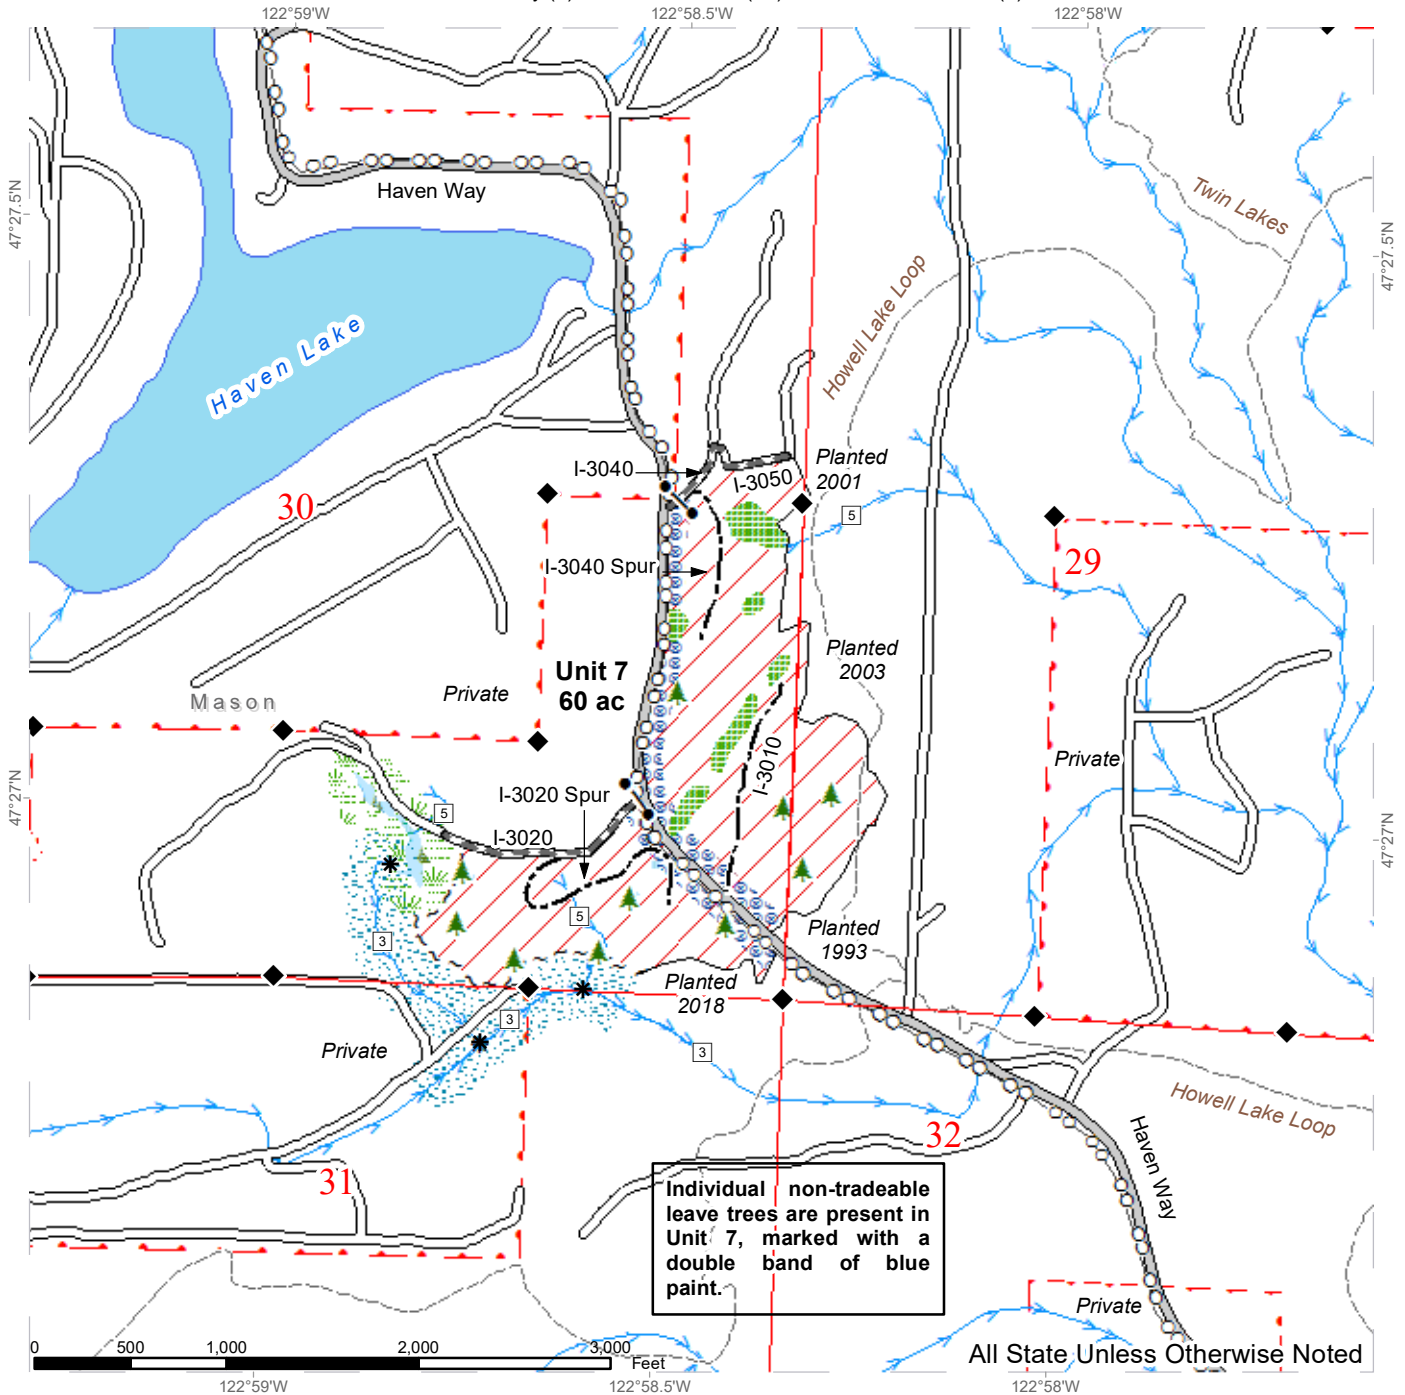 122°59'W
122°58.5'W
122°58'W
47°27.5'N
47°27.5'N
Haven Way
Twin Lakes
Howell Lake Loop
Haven Lake
I-3040
I-3050
Planted
2001
30
5
29
I-3040 Spur
Planted
2003
Unit 7
60 ac
Private
Mason
I-3010
Private
47°27'N
47°27'N
I-3020 Spur
5
I-3020
5
3
Planted
1993
Planted
2018
3
3
Private
Howell Lake Loop
32
Haven Way
31
Individual non-tradeable
leave trees are present in
Unit 7, marked with a
double band of blue
paint.
Private
0 500 1,000 2,000 3,000
Feet
All State Unless Otherwise Noted
122°59'W
122°58.5'W
122°58'W